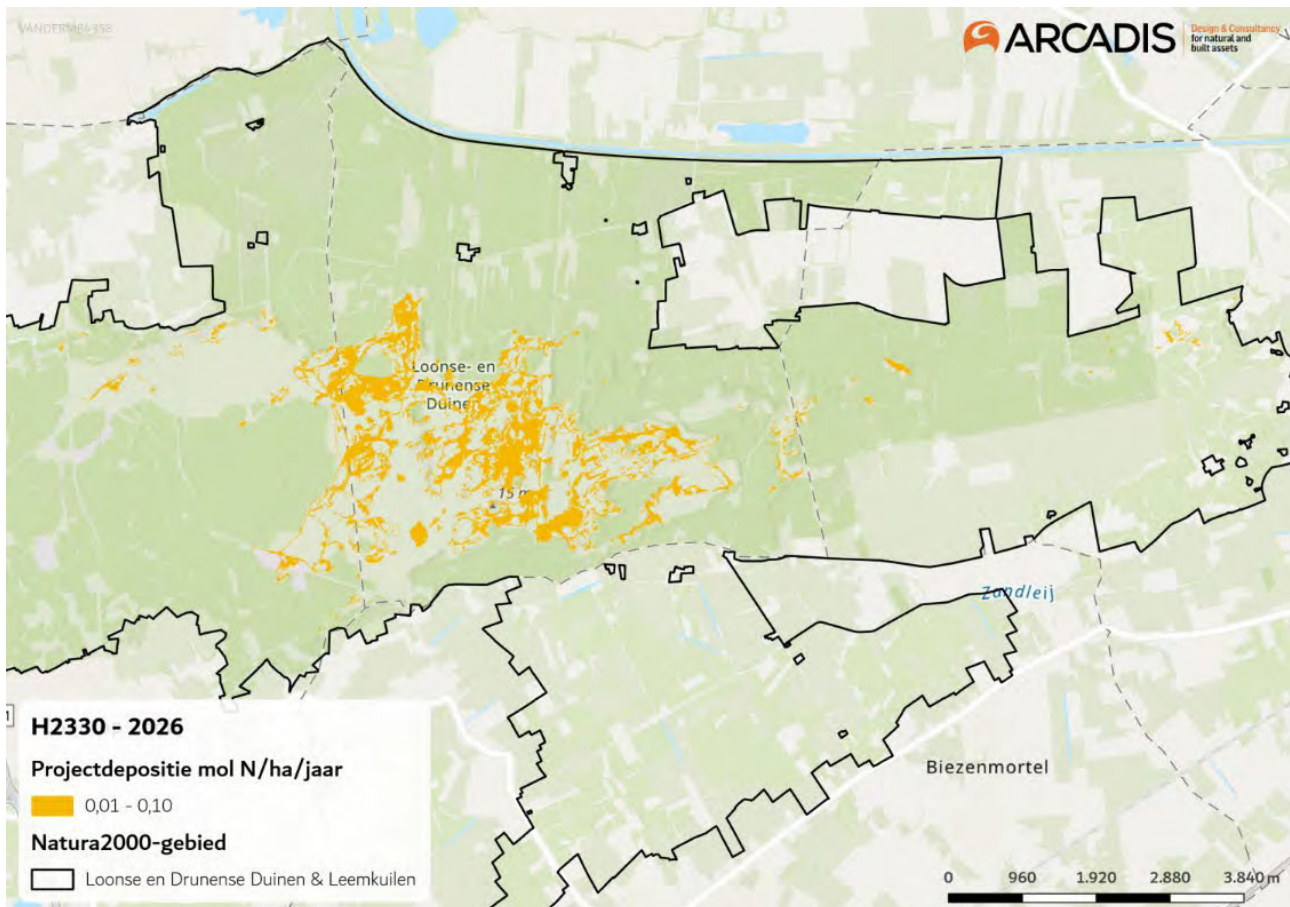 VANDERMB4358
ARCADIS
Design & Consultancy
for natural and
built assets
Loonse- en
Drunense
Duinen
15 m
Zandleij
Biezenmortel
H2330 - 2026
Projectdepositie mol N/ha/jaar
0,01 - 0,10
Natura2000-gebied
Loonse en Drunense Duinen & Leemkuilen
0 960 1.920 2.880 3.840 m